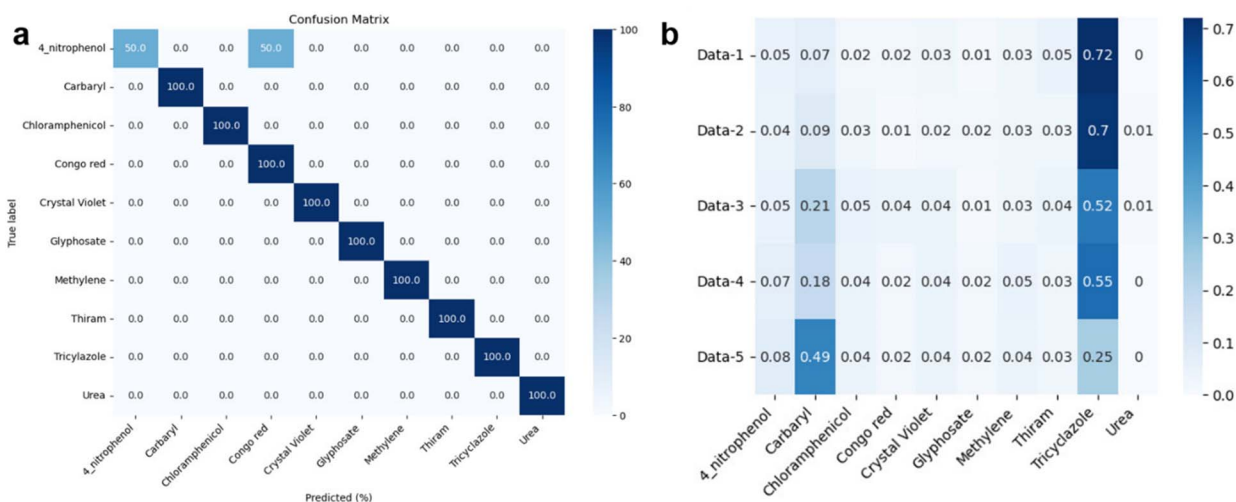 a
Confusion Matrix
True label
4_nitrophenol 50.0 0.0 0.0 50.0 0.0 0.0 0.0 0.0 0.0 0.0
Carbaryl 0.0 100.0 0.0 0.0 0.0 0.0 0.0 0.0 0.0 0.0
Chloramphenicol 0.0 0.0 100.0 0.0 0.0 0.0 0.0 0.0 0.0 0.0
Congo red 0.0 0.0 0.0 100.0 0.0 0.0 0.0 0.0 0.0 0.0
Crystal Violet 0.0 0.0 0.0 0.0 100.0 0.0 0.0 0.0 0.0 0.0
Glyphosate 0.0 0.0 0.0 0.0 0.0 100.0 0.0 0.0 0.0 0.0
Methylene 0.0 0.0 0.0 0.0 0.0 0.0 100.0 0.0 0.0 0.0
Thiram 0.0 0.0 0.0 0.0 0.0 0.0 0.0 100.0 0.0 0.0
Tricylazole 0.0 0.0 0.0 0.0 0.0 0.0 0.0 0.0 100.0 0.0
Urea 0.0 0.0 0.0 0.0 0.0 0.0 0.0 0.0 0.0 100.0
4_nitrophenol Carbaryl Chloramphenicol Congo red Crystal Violet Glyphosate Methylene Thiram Tricyclazole Urea
Predicted (%)
100
80
60
40
20
0
b
Data-1 0.05 0.07 0.02 0.02 0.03 0.01 0.03 0.05 0.72 0
Data-2 0.04 0.09 0.03 0.01 0.02 0.02 0.03 0.03 0.7 0.01
Data-3 0.05 0.21 0.05 0.04 0.04 0.01 0.03 0.04 0.52 0.01
Data-4 0.07 0.18 0.04 0.02 0.04 0.02 0.05 0.03 0.55 0
Data-5 0.08 0.49 0.04 0.02 0.04 0.02 0.04 0.03 0.25 0
4_nitrophenol Carbaryl Chloramphenicol Congo red Crystal Violet Glyphosate Methylene Thiram Tricyclazole Urea
0.7
0.6
0.5
0.4
0.3
0.2
0.1
0.0